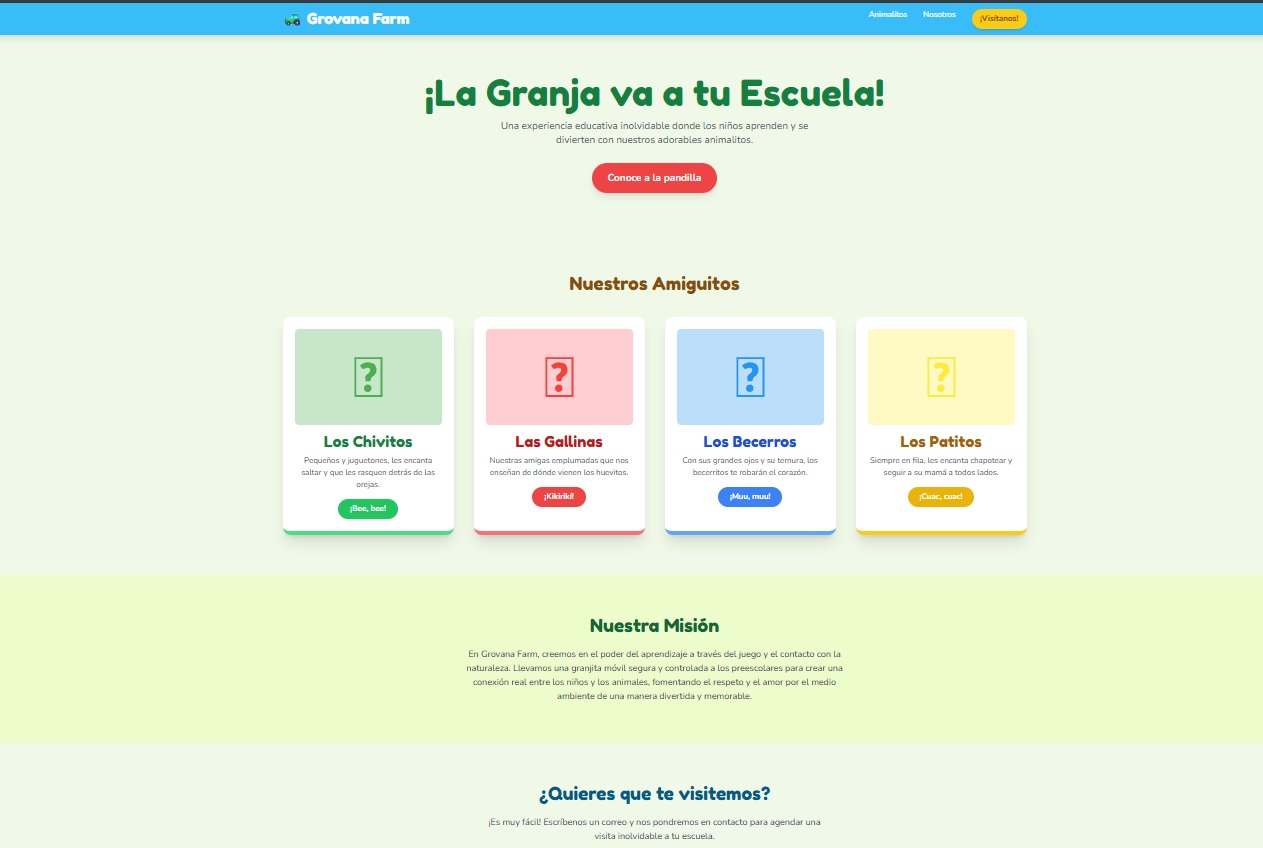 Grovana Farm
Animalitos Nosotros ¡Visítanos!
¡La Granja va a tu Escuela!
Una experiencia educativa inolvidable donde los niños aprenden y se
divierten con nuestros adorables animalitos.
Conoce a la pandilla
Nuestros Amiguitos
?
Los Chivitos
Pequeños y juguetones, les encanta
saltar y que les rasquen detrás de las
orejas.
¡Bee, bee!
?
Las Gallinas
Nuestras amigas emplumadas que nos
enseñan de dónde vienen los huevitos.
¡Kikirikí!
?
Los Becerros
Con sus grandes ojos y su ternura, los
becerritos te robarán el corazón.
¡Muu, muu!
?
Los Patitos
Siempre en fila, les encanta chapotear y
seguir a su mamá a todos lados.
¡Cuac, cuac!
Nuestra Misión
En Grovana Farm, creemos en el poder del aprendizaje a través del juego y el contacto con la
naturaleza. Llevamos una granjita móvil segura y controlada a los preescolares para crear una
conexión real entre los niños y los animales, fomentando el respeto y el amor por el medio
ambiente de una manera divertida y memorable.
¿Quieres que te visitemos?
¡Es muy fácil! Escríbenos un correo y nos pondremos en contacto para agendar una
visita inolvidable a tu escuela.